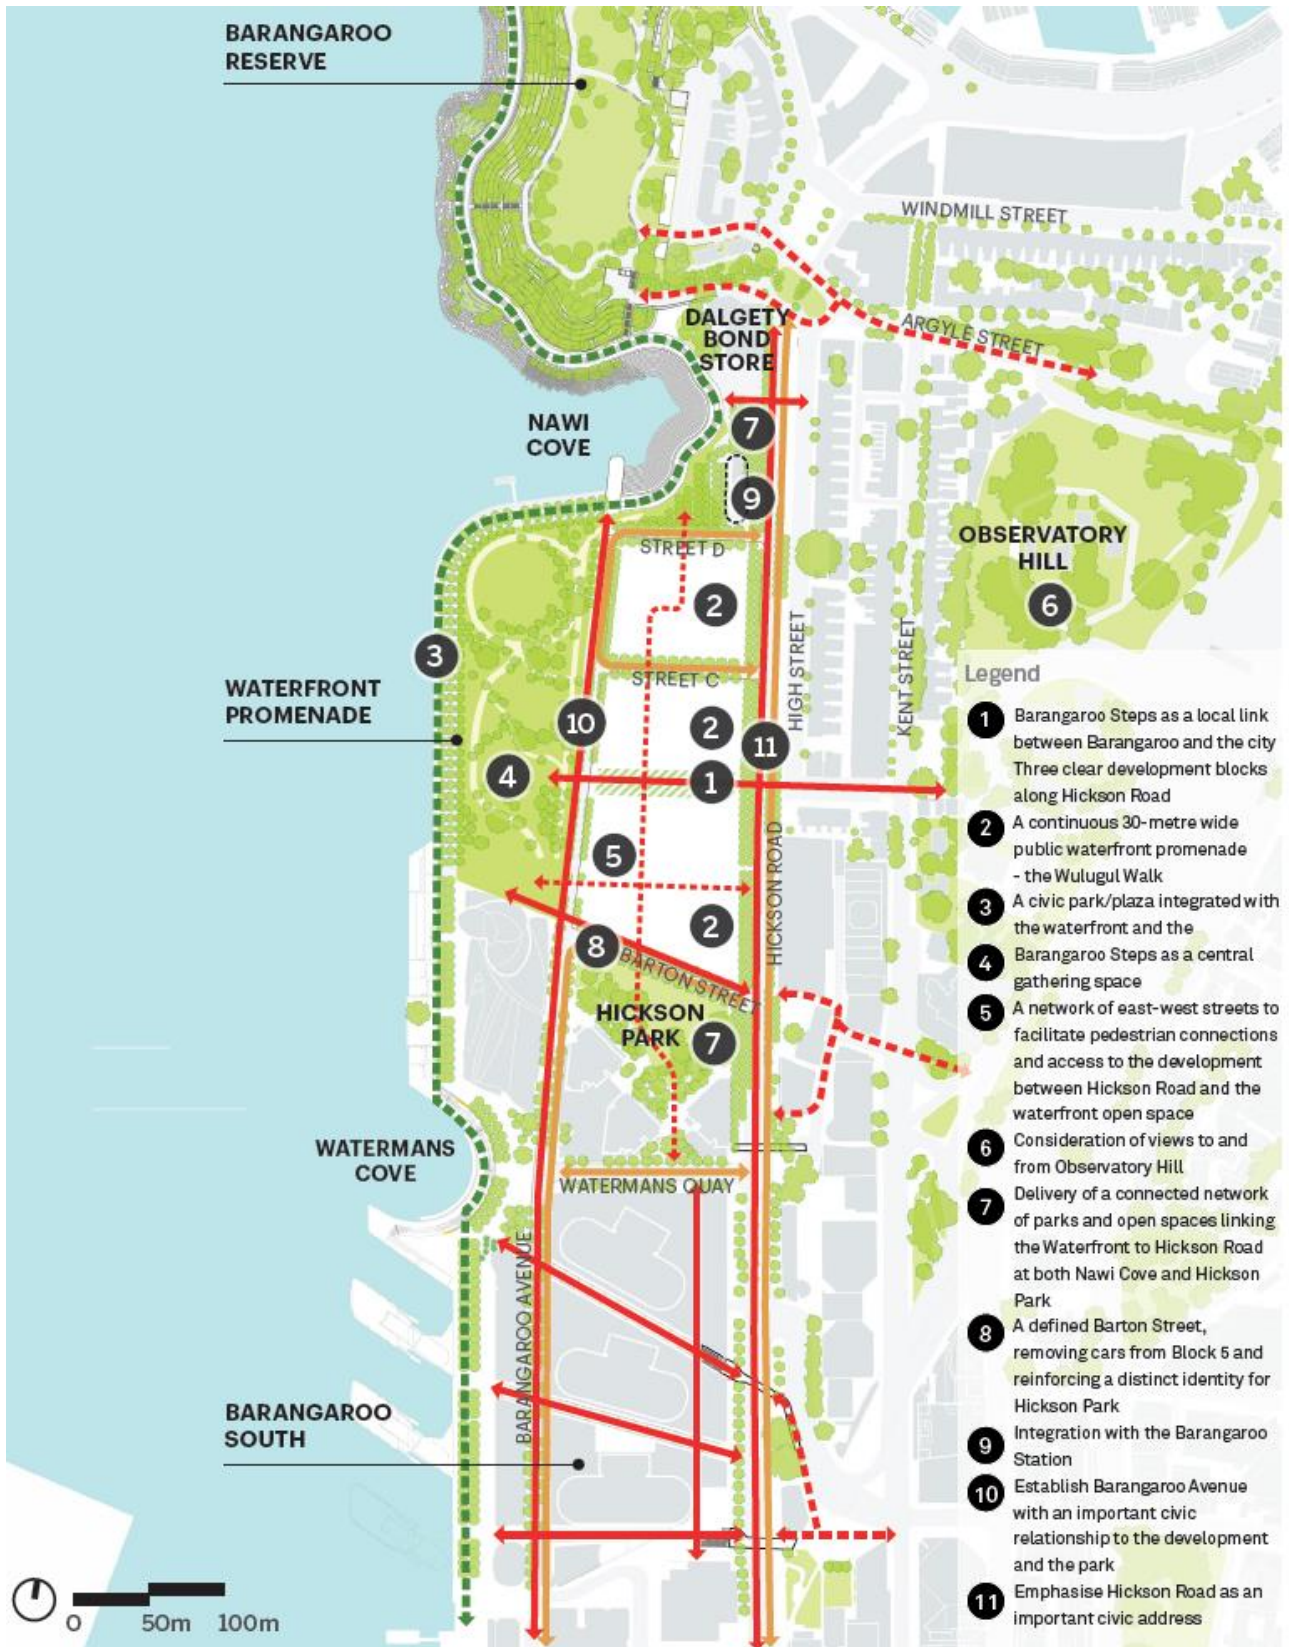 BARANGAROO
RESERVE
WINDMILL STREET
DALGETY
BOND
STORE
ARGYLE STREET
NAWI
COVE
7
9
OBSERVATORY
HILL
6
STREET D
2
3
HIGH STREET
KENT STREET
WATERFRONT
PROMENADE
STREET C
10
2
11
4
1
5
HICKSON ROAD
2
8
BARTON STREET
HICKSON
PARK
7
WATERMANS
COVE
WATERMANS QUAY
BARANGAROO AVENUE
BARANGAROO
SOUTH
0 50m 100m
Legend
1 Barangaroo Steps as a local link
between Barangaroo and the city
Three clear development blocks
along Hickson Road
2 A continuous 30-metre wide
public waterfront promenade
- the Wulugul Walk
3 A civic park/plaza integrated with
the waterfront and the
4 Barangaroo Steps as a central
gathering space
5 A network of east-west streets to
facilitate pedestrian connections
and access to the development
between Hickson Road and the
waterfront open space
6 Consideration of views to and
from Observatory Hill
7 Delivery of a connected network
of parks and open spaces linking
the Waterfront to Hickson Road
at both Nawi Cove and Hickson
Park
8 A defined Barton Street,
removing cars from Block 5 and
reinforcing a distinct identity for
Hickson Park
9 Integration with the Barangaroo
Station
10 Establish Barangaroo Avenue
with an important civic
relationship to the development
and the park
11 Emphasise Hickson Road as an
important civic address